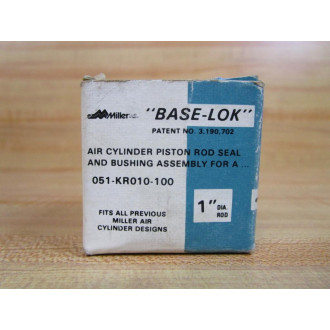 Miller
"BASE-LOK"
PATENT NO. 3,190,702
AIR CYLINDER PISTON ROD SEAL
AND BUSHING ASSEMBLY FOR A ...
051-KR010-100
FITS ALL PREVIOUS
MILLER AIR
CYLINDER DESIGNS
1" DIA. ROD